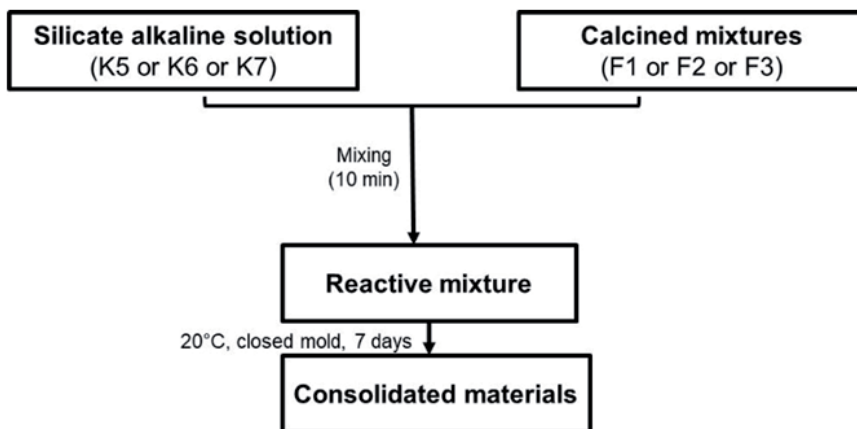 Silicate alkaline solution
(K5 or K6 or K7)
Calcined mixtures
(F1 or F2 or F3)
Mixing
(10 min)
Reactive mixture
20°C, closed mold, 7 days
Consolidated materials